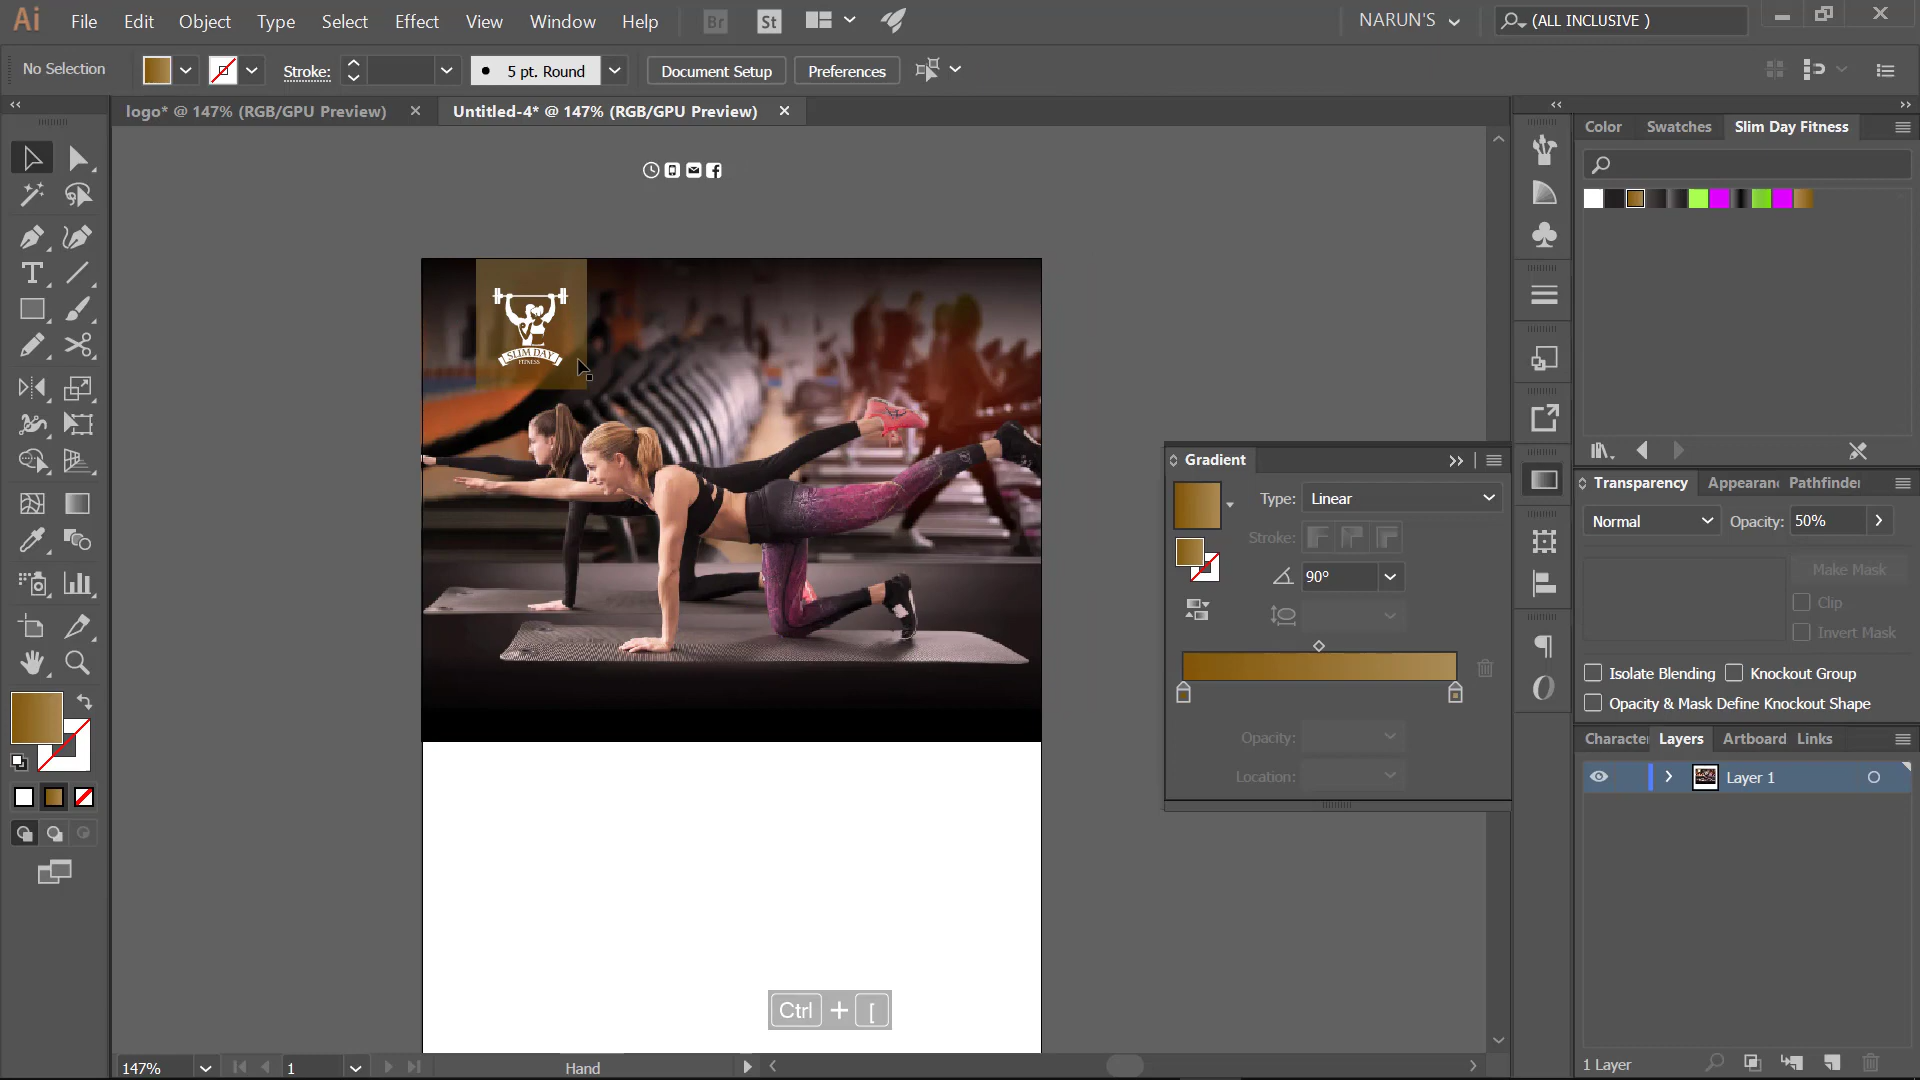 Ai File Edit Object Type Select Effect View Window Help Br St NARUN'S (ALL INCLUSIVE )
No Selection Stroke: 5 pt. Round Document Setup Preferences
logo* @ 147% (RGB/GPU Preview) Untitled-4* @ 147% (RGB/GPU Preview)
Color Swatches Slim Day Fitness
SLIM DAY
FITNESS
Gradient
Type: Linear
Stroke:
90°
Opacity:
Location:
Transparency Appearan Pathfinder
Normal Opacity: 50%
Make Mask
Clip
Invert Mask
Isolate Blending Knockout Group
Opacity & Mask Define Knockout Shape
Character Layers Artboard Links
Layer 1
1 Layer
Ctrl + [
147% 1 Hand